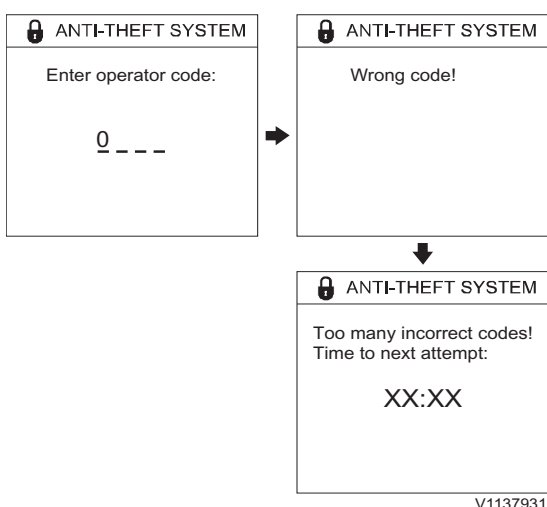 ANTI-THEFT SYSTEM
Enter operator code:
0 _ _ _
ANTI-THEFT SYSTEM
Wrong code!
ANTI-THEFT SYSTEM
Too many incorrect codes!
Time to next attempt:
XX:XX
V1137931